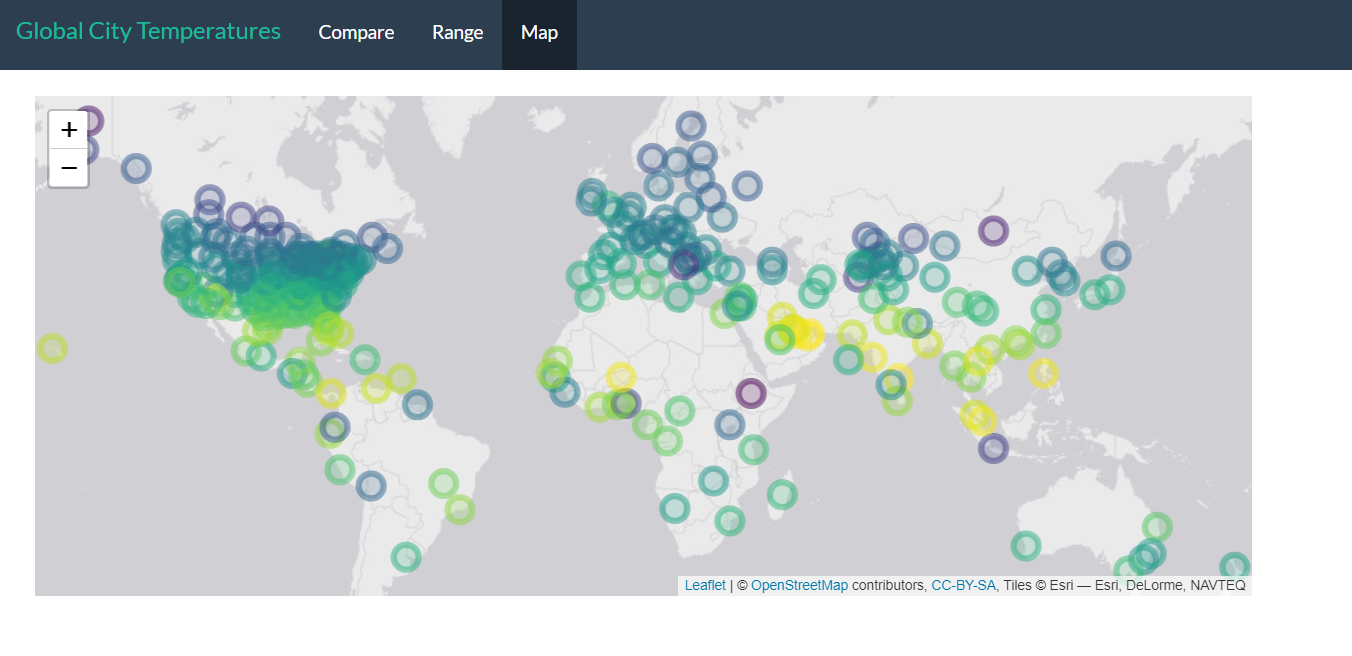 Global City Temperatures Compare Range Map
+
−
Leaflet | © OpenStreetMap contributors, CC-BY-SA, Tiles © Esri — Esri, DeLorme, NAVTEQ